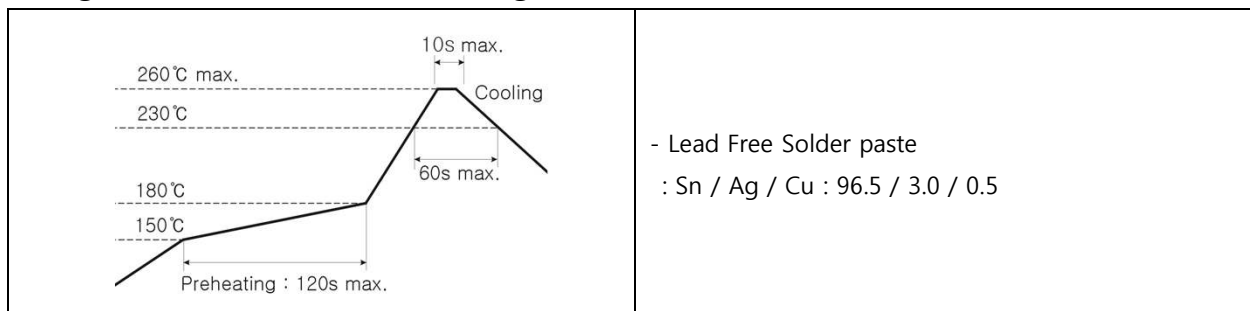 10s max.
260℃ max.
Cooling
230℃
60s max.
180℃
150℃
Preheating : 120s max.
- Lead Free Solder paste
: Sn / Ag / Cu : 96.5 / 3.0 / 0.5